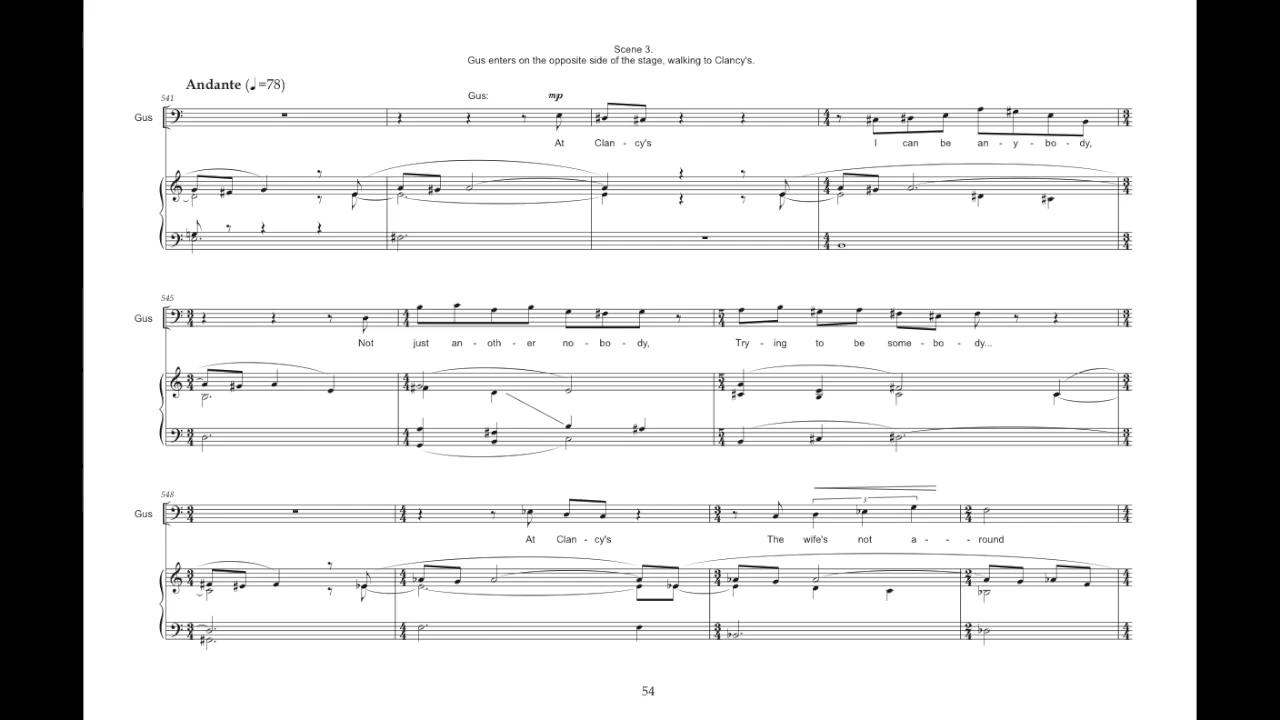 Scene 3.
Gus enters on the opposite side of the stage, walking to Clancy's.
Andante (♩=78)
541
Gus: mp
Gus
At Clan - cy's I can be an - y - bo - dy,
545
Gus
Not just an - oth - er no - bo - dy, Try - ing to be some - bo - dy...
548
3
Gus
At Clan - cy's The wife's not a - - - round
54